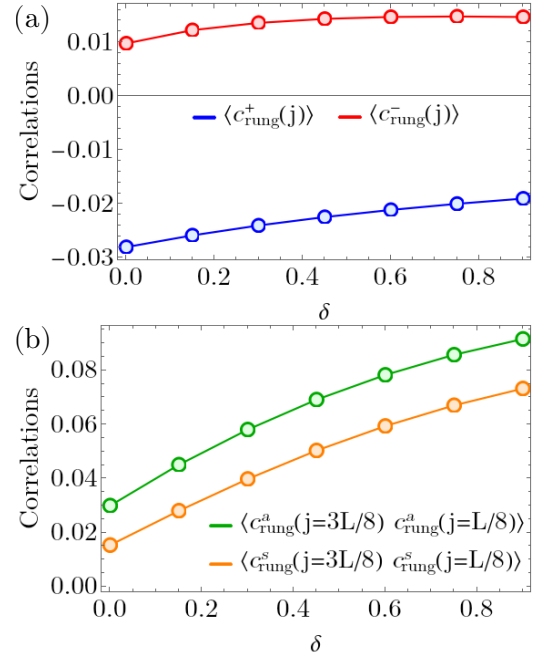 (a)
Correlations
0.01
0.00
−0.01
−0.02
−0.03
⟨c⁺rung(j)⟩ ⟨c⁻rung(j)⟩
0.0 0.2 0.4 0.6 0.8
δ
(b)
Correlations
0.08
0.06
0.04
0.02
0.00
⟨cᵃrung(j=3L/8) cᵃrung(j=L/8)⟩
⟨cˢrung(j=3L/8) cˢrung(j=L/8)⟩
0.0 0.2 0.4 0.6 0.8
δ